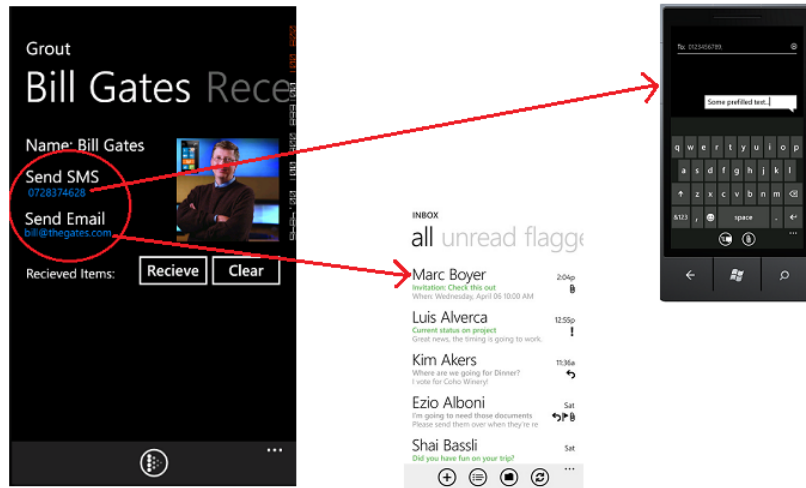 Grout
Bill Gates Rece
Name: Bill Gates
Send SMS
0728374628
Send Email
bill@thegates.com
Recieved Items:
Recieve
Clear
...
INBOX
all unread flagge
Marc Boyer 2:04p
Invitation: Check this out
When: Wednesday, April 06 10:00 AM
Luis Alverca 12:55p
Current status on project !
Great news, the timing is going to work.
Kim Akers 11:36a
Where are we going for Dinner?
I vote for Coho Winery!
Ezio Alboni Sat
I'm going to need those documents
Please send them over when they're re
Shai Bassli Sat
Did you have fun on your trip?
...
To: 0123456789;
Some prefilled text..
q w e r t y u i o p
a s d f g h j k l
z x c v b n m
&123 , space .
...